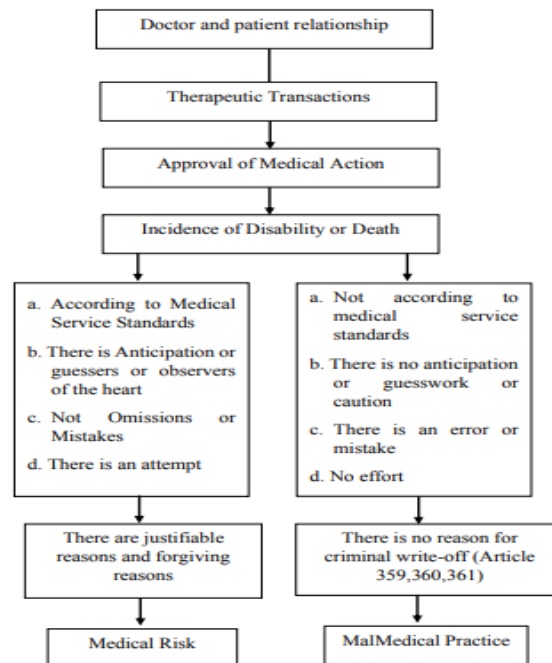 Doctor and patient relationship
Therapeutic Transactions
Approval of Medical Action
Incidence of Disability or Death
a. According to Medical
Service Standards
b. There is Anticipation or
guessers or observers
of the heart
c. Not Omissions or
Mistakes
d. There is an attempt
a. Not according to
medical service
standards
b. There is no anticipation
or guesswork or
caution
c. There is an error or
mistake
d. No effort
There are justifiable
reasons and forgiving
reasons
There is no reason for
criminal write-off (Article
359,360,361)
Medical Risk
MalMedical Practice